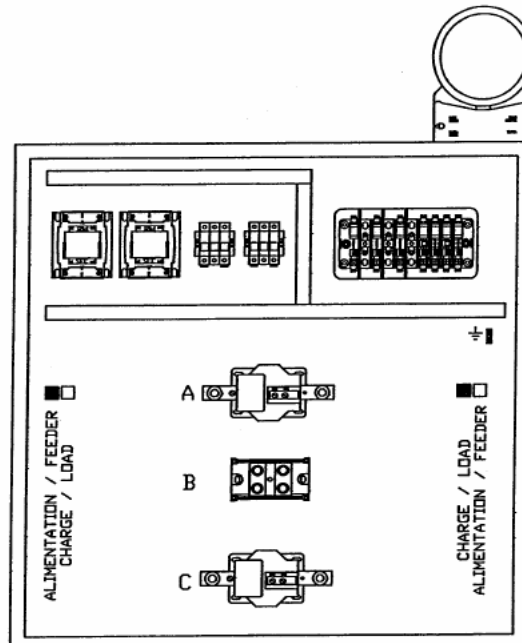 A
B
C
ALIMENTATION / FEEDER
CHARGE / LOAD
CHARGE / LOAD
ALIMENTATION / FEEDER